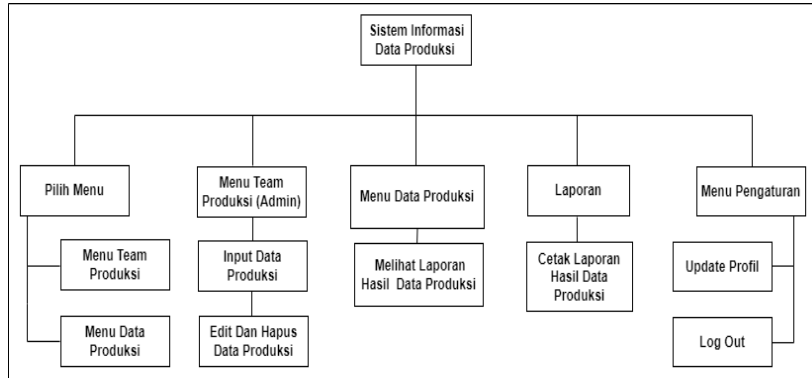 Sistem Informasi
Data Produksi
Pilih Menu
Menu Team
Produksi (Admin)
Menu Data Produksi
Laporan
Menu Pengaturan
Menu Team
Produksi
Input Data
Produksi
Melihat Laporan
Hasil Data Produksi
Cetak Laporan
Hasil Data
Produksi
Update Profil
Menu Data
Produksi
Edit Dan Hapus
Data Produksi
Log Out